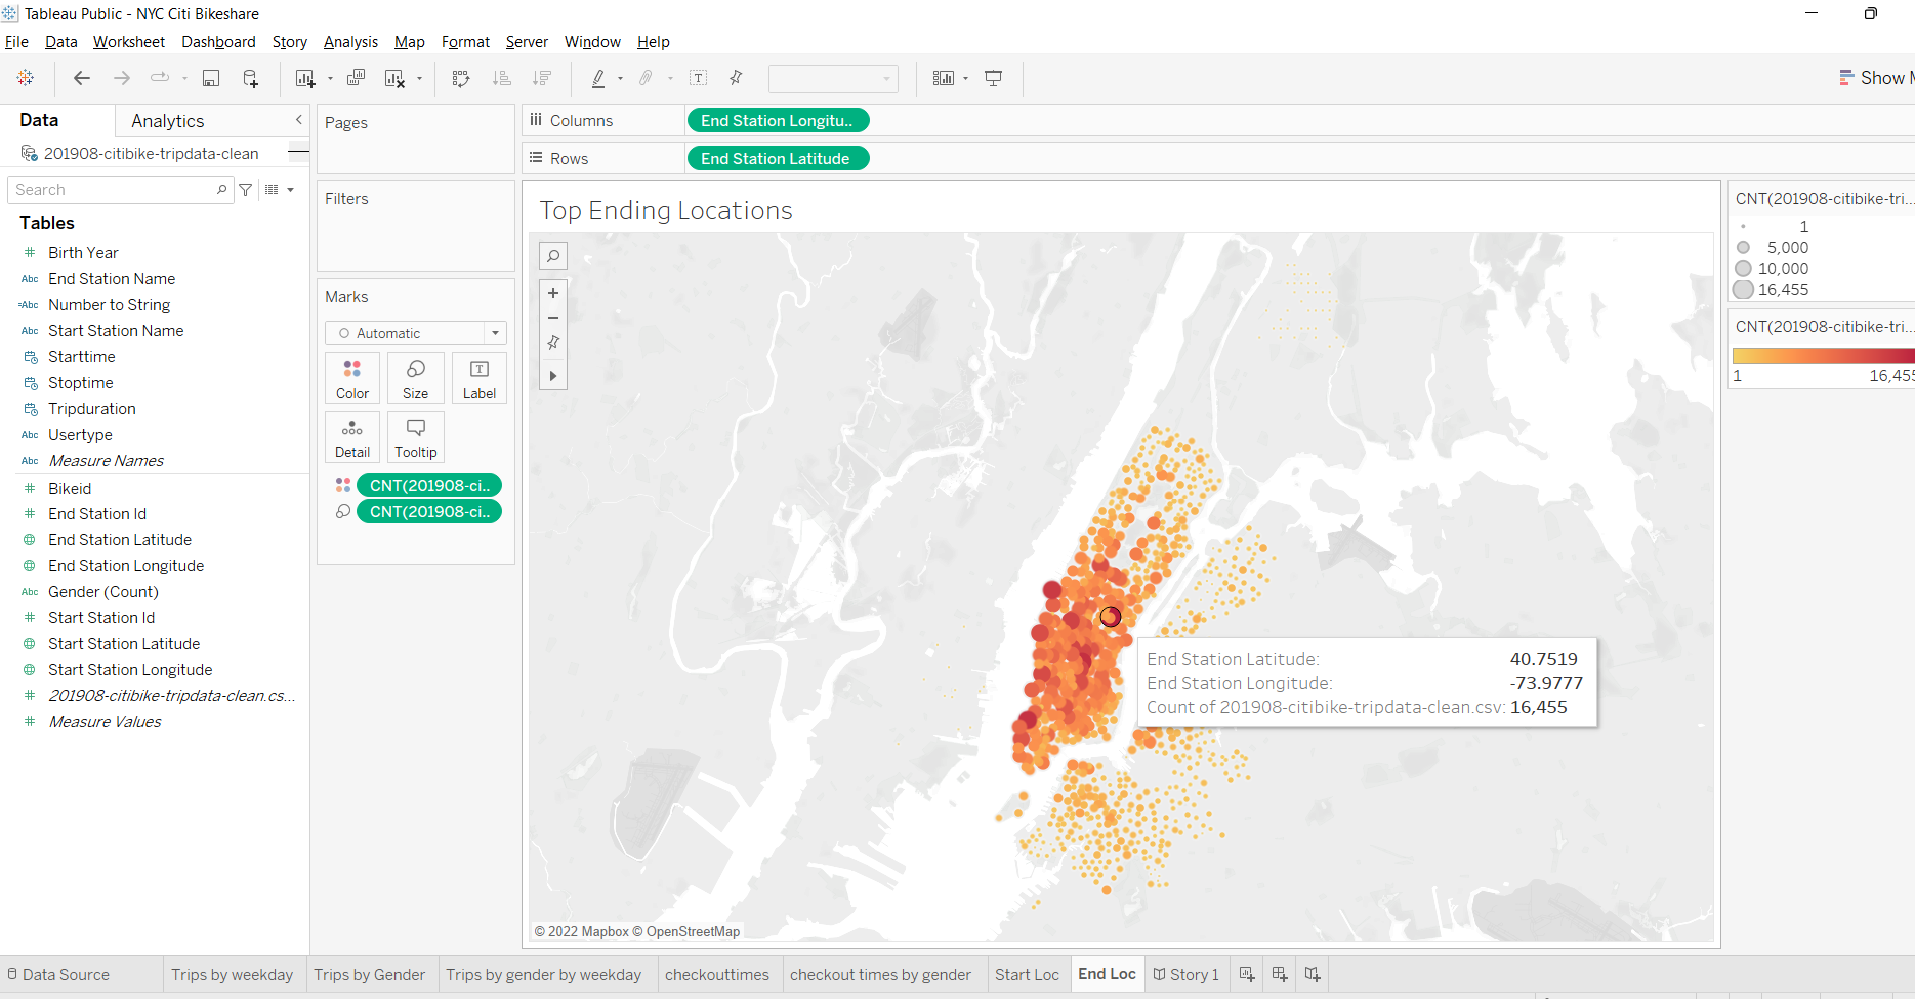 Tableau Public - NYC Citi Bikeshare
File Data Worksheet Dashboard Story Analysis Map Format Server Window Help
Show
Data Analytics
201908-citibike-tripdata-clean
Search
Tables
Birth Year
Abc End Station Name
=Abc Number to String
Abc Start Station Name
Starttime
Stoptime
Tripduration
Abc Usertype
Abc Measure Names
Bikeid
End Station Id
End Station Latitude
End Station Longitude
Abc Gender (Count)
Start Station Id
Start Station Latitude
Start Station Longitude
201908-citibike-tripdata-clean.cs...
Measure Values
Pages
Filters
Marks
Automatic
Color Size Label
Detail Tooltip
CNT(201908-ci..
CNT(201908-ci..
Columns End Station Longitu..
Rows End Station Latitude
Top Ending Locations
End Station Latitude: 40.7519
End Station Longitude: -73.9777
Count of 201908-citibike-tripdata-clean.csv: 16,455
© 2022 Mapbox © OpenStreetMap
CNT(201908-citibike-tri...
1
5,000
10,000
16,455
CNT(201908-citibike-tri...
1 16,455
Data Source Trips by weekday Trips by Gender Trips by gender by weekday checkouttimes checkout times by gender Start Loc End Loc Story 1